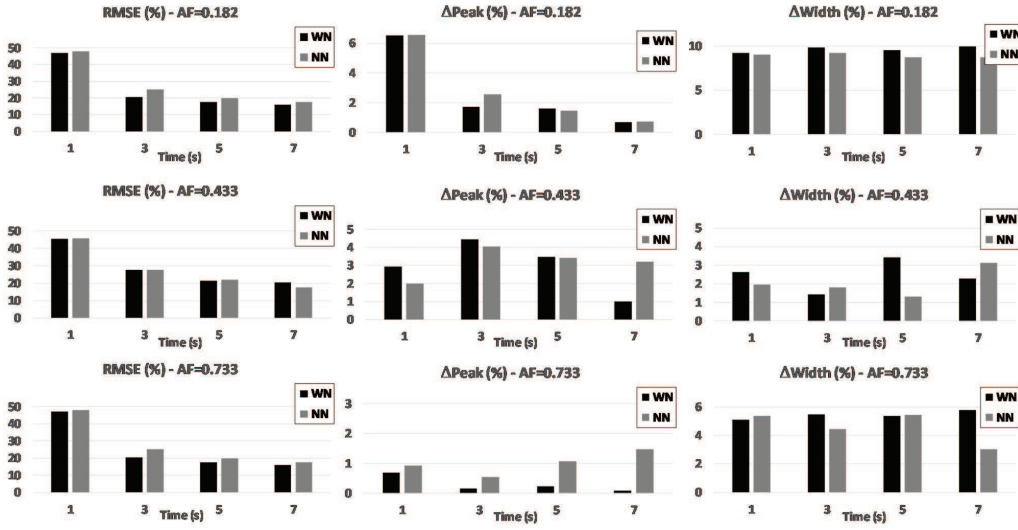 RMSE (%) - AF=0.182
WN
NN
50
40
30
20
10
0
1 3 5 7
Time (s)
ΔPeak (%) - AF=0.182
WN
NN
6
4
2
0
1 3 5 7
Time (s)
ΔWidth (%) - AF=0.182
WN
NN
10
5
0
1 3 5 7
Time (s)
RMSE (%) - AF=0.433
WN
NN
50
40
30
20
10
0
1 3 5 7
Time (s)
ΔPeak (%) - AF=0.433
WN
NN
5
4
3
2
1
0
1 3 5 7
Time (s)
ΔWidth (%) - AF=0.433
WN
NN
5
4
3
2
1
0
1 3 5 7
Time (s)
RMSE (%) - AF=0.733
WN
NN
50
40
30
20
10
0
1 3 5 7
Time (s)
ΔPeak (%) - AF=0.733
WN
NN
3
2
1
0
1 3 5 7
Time (s)
ΔWidth (%) - AF=0.733
WN
NN
6
4
2
0
1 3 5 7
Time (s)